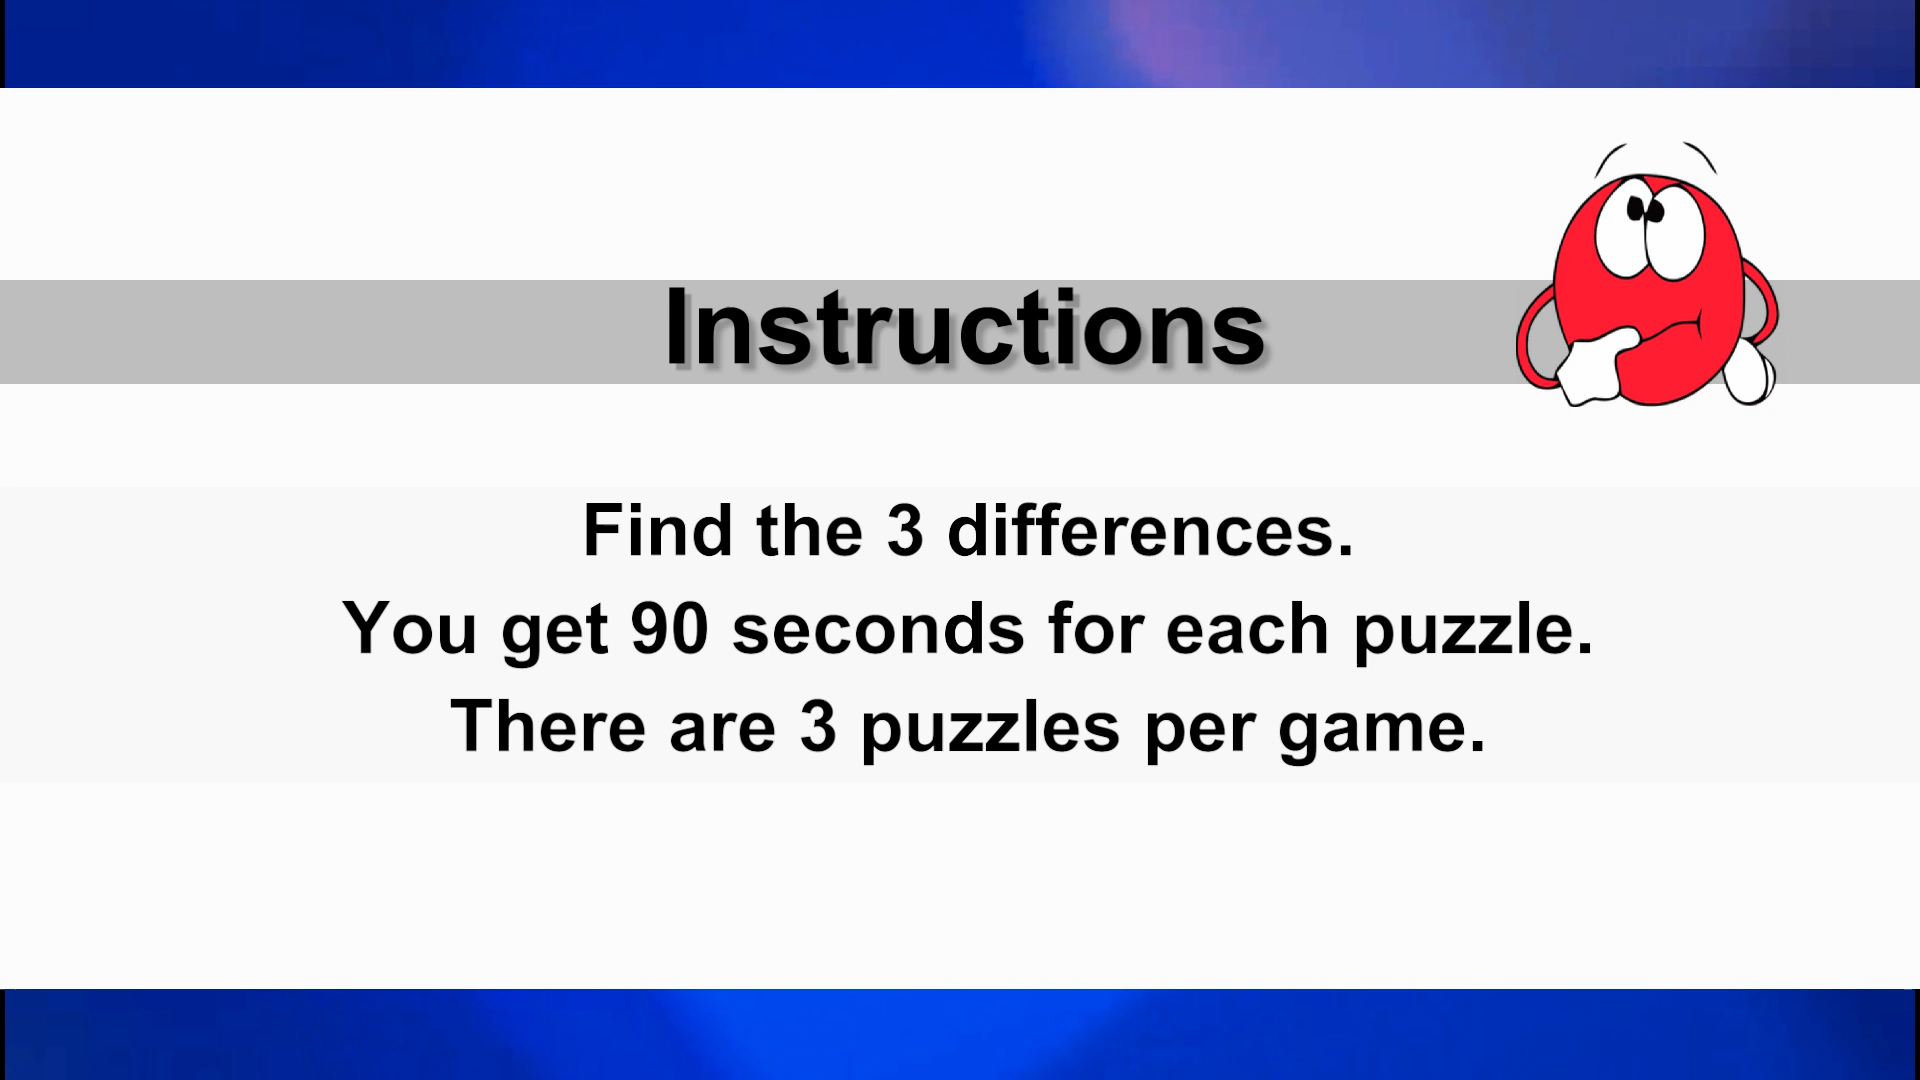 Instructions
Find the 3 differences.
You get 90 seconds for each puzzle.
There are 3 puzzles per game.